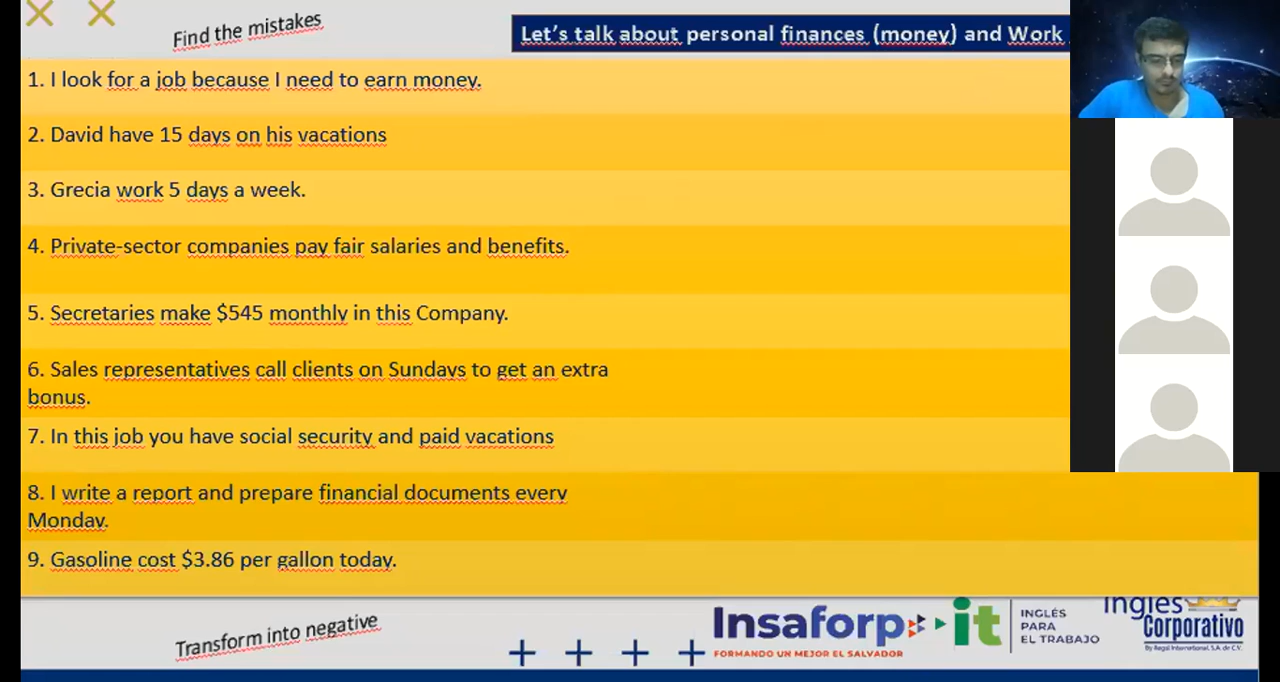 Find the mistakes
Let's talk about personal finances (money) and Work
1. I look for a job because I need to earn money.
2. David have 15 days on his vacations
3. Grecia work 5 days a week.
4. Private-sector companies pay fair salaries and benefits.
5. Secretaries make $545 monthly in this Company.
6. Sales representatives call clients on Sundays to get an extra
bonus.
7. In this job you have social security and paid vacations
8. I write a report and prepare financial documents every
Monday.
9. Gasoline cost $3.86 per gallon today.
Transform into negative
Insaforp
FORMANDO UN MEJOR EL SALVADOR
it
INGLÉS
PARA
EL TRABAJO
Inglés
Corporativo
By Regal International, S.A. de C.V.